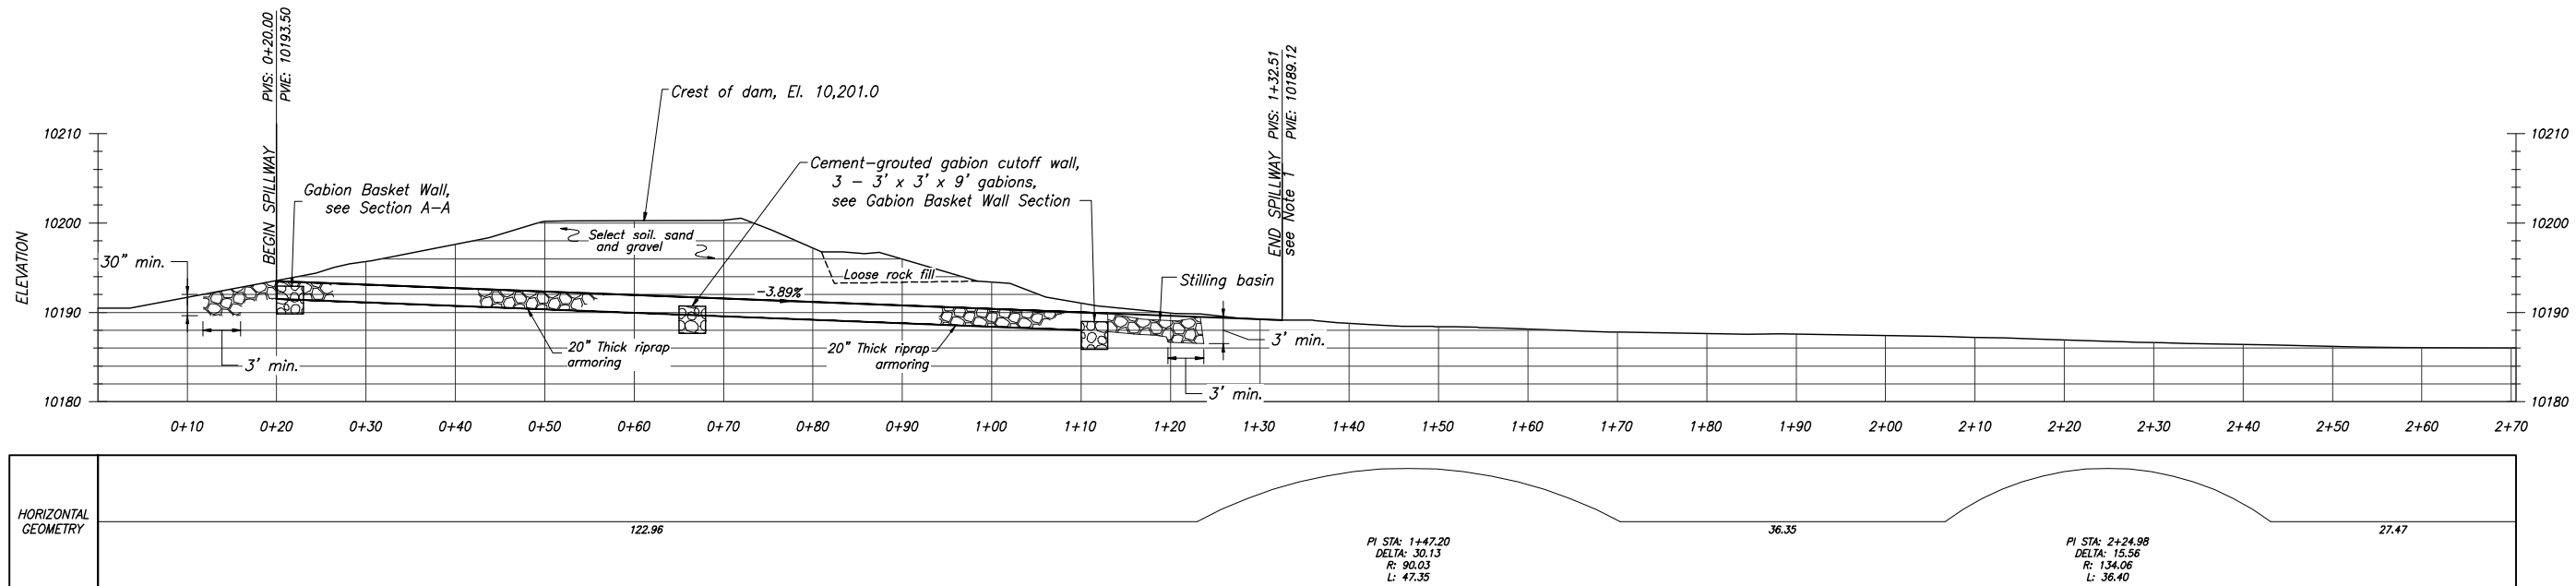 PVIS: 0+20.00
PVIE: 10193.50
BEGIN SPILLWAY
Crest of dam, El. 10,201.0
Cement-grouted gabion cutoff wall,
3 - 3' x 3' x 9' gabions,
see Gabion Basket Wall Section
Gabion Basket Wall,
see Section A-A
END SPILLWAY PVIS: 1+32.51
see Note 1 PVIE: 10189.12
ELEVATION
10210
10200
10190
10180
10210
10200
10190
10180
30" min.
3' min.
Select soil. sand
and gravel
Loose rock fill
-3.89%
Stilling basin
20" Thick riprap
armoring
20" Thick riprap
armoring
3' min.
3' min.
0+10 0+20 0+30 0+40 0+50 0+60 0+70 0+80 0+90 1+00 1+10 1+20 1+30 1+40 1+50 1+60 1+70 1+80 1+90 2+00 2+10 2+20 2+30 2+40 2+50 2+60 2+70
HORIZONTAL
GEOMETRY
122.96
PI STA: 1+47.20
DELTA: 30.13
R: 90.03
L: 47.35
36.35
PI STA: 2+24.98
DELTA: 15.56
R: 134.06
L: 36.40
27.47